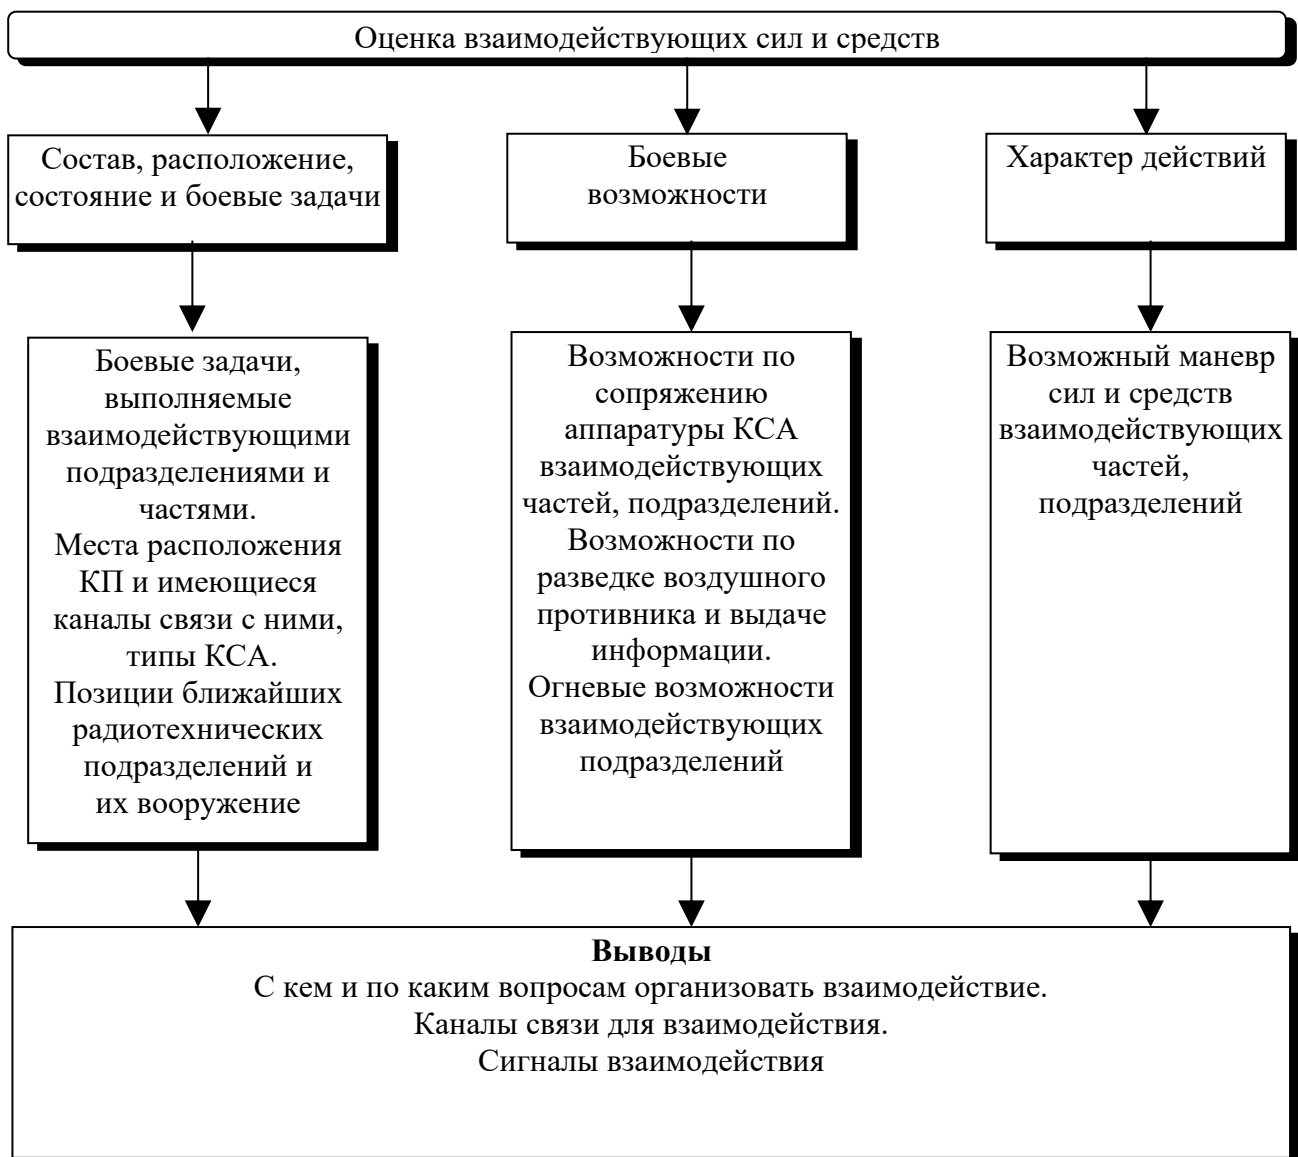 Оценка взаимодействующих сил и средств
Состав, расположение,
состояние и боевые задачи
Боевые
возможности
Характер действий
Боевые задачи,
выполняемые
взаимодействующими
подразделениями и
частями.
Места расположения
КП и имеющиеся
каналы связи с ними,
типы КСА.
Позиции ближайших
радиотехнических
подразделений и
их вооружение
Возможности по
сопряжению
аппаратуры КСА
взаимодействующих
частей, подразделений.
Возможности по
разведке воздушного
противника и выдаче
информации.
Огневые возможности
взаимодействующих
подразделений
Возможный маневр
сил и средств
взаимодействующих
частей,
подразделений
Выводы
С кем и по каким вопросам организовать взаимодействие.
Каналы связи для взаимодействия.
Сигналы взаимодействия